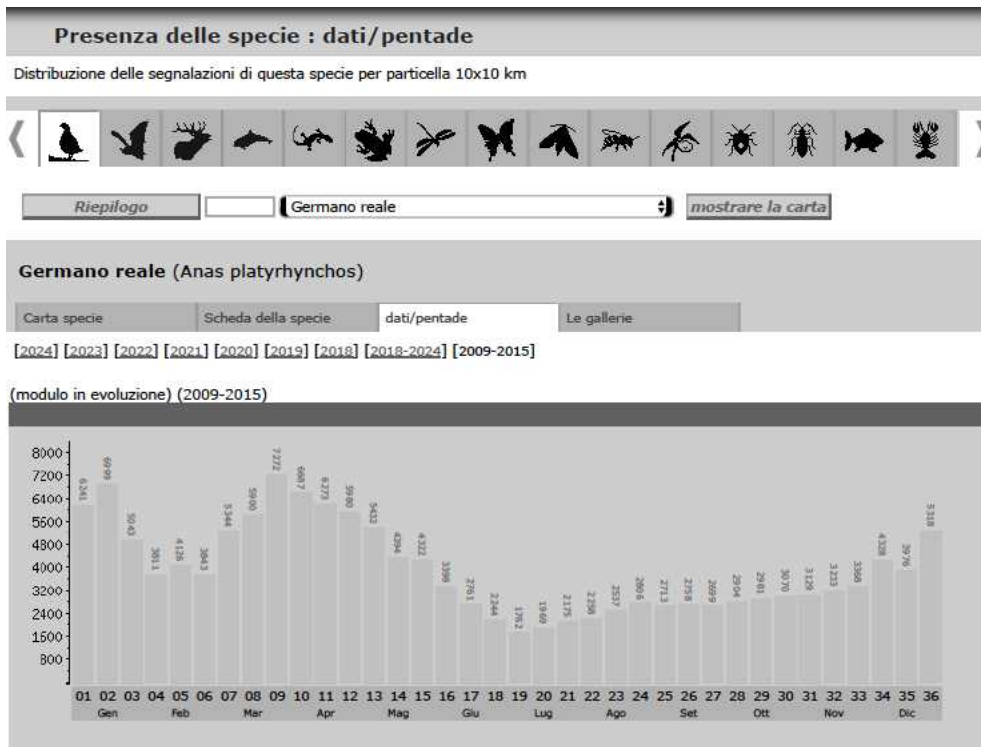 Presenza delle specie : dati/pentade
Distribuzione delle segnalazioni di questa specie per particella 10x10 km
Riepilogo Germano reale mostrare la carta
Germano reale (Anas platyrhynchos)
Carta specie Scheda della specie dati/pentade Le gallerie
[2024] [2023] [2022] [2021] [2020] [2019] [2018] [2018-2024] [2009-2015]
(modulo in evoluzione) (2009-2015)
8000
7200
6400
5600
4800
4000
3200
2400
1600
800
6241 6999 5043 3811 4126 3843 5344 5900 7272 6687 6273 5980 5432 4394 4322 3398 2761 2244 1762 1969 2175 2258 2537 2806 2713 2758 2699 2904 2981 3070 3129 3233 3368 4328 3976 5318
01 02 03 04 05 06 07 08 09 10 11 12 13 14 15 16 17 18 19 20 21 22 23 24 25 26 27 28 29 30 31 32 33 34 35 36
Gen Feb Mar Apr Mag Giu Lug Ago Set Ott Nov Dic